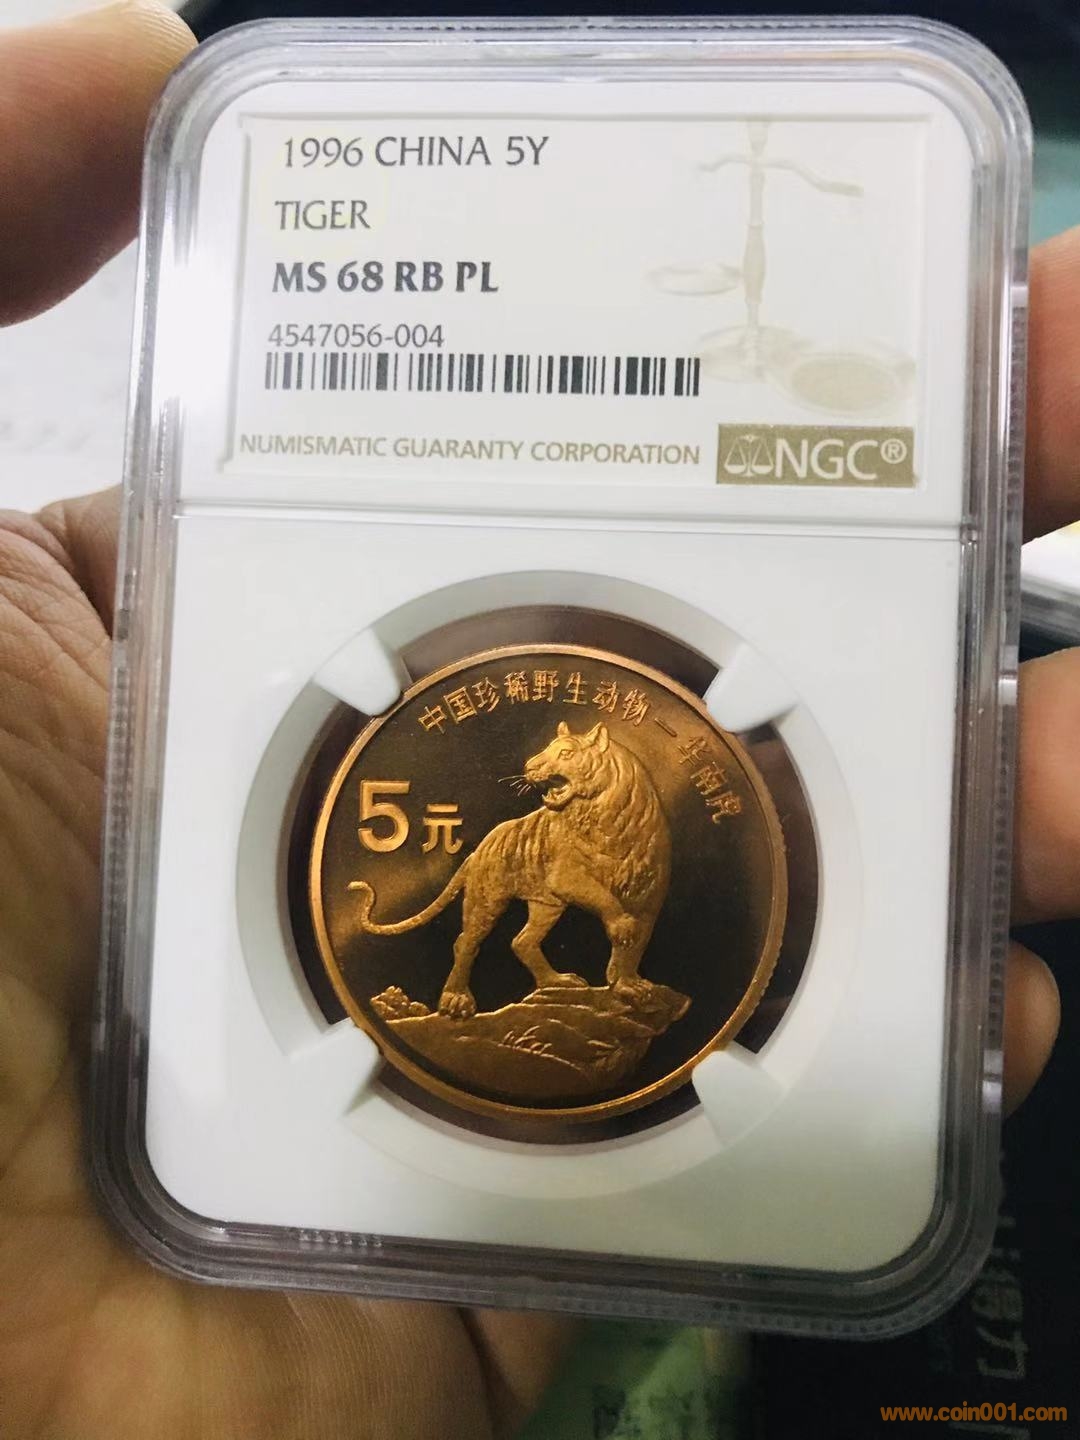 1996 CHINA 5Y
TIGER
MS 68 RB PL
4547056-004
NUMISMATIC GUARANTY CORPORATION
NGC®
中国珍稀野生动物—华南虎
5元
www.coin001.com